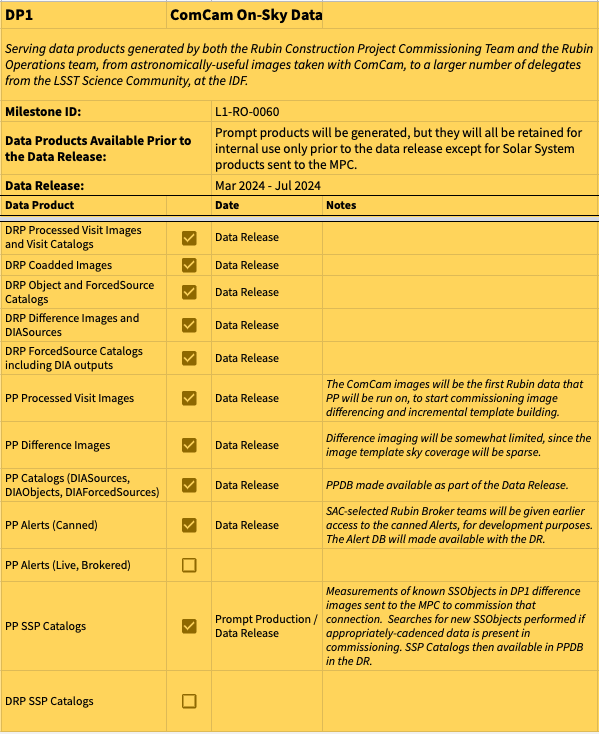 DP1 ComCam On-Sky Data
Serving data products generated by both the Rubin Construction Project Commissioning Team and the Rubin
Operations team, from astronomically-useful images taken with ComCam, to a larger number of delegates
from the LSST Science Community, at the IDF.
Milestone ID: L1-RO-0060
Data Products Available Prior to
the Data Release:
Prompt products will be generated, but they will all be retained for
internal use only prior to the data release except for Solar System
products sent to the MPC.
Data Release: Mar 2024 - Jul 2024
Data Product Date Notes
DRP Processed Visit Images
and Visit Catalogs
Data Release
DRP Coadded Images Data Release
DRP Object and ForcedSource
Catalogs
Data Release
DRP Difference Images and
DIASources
Data Release
DRP ForcedSource Catalogs
including DIA outputs
Data Release
PP Processed Visit Images
Data Release
The ComCam images will be the first Rubin data that
PP will be run on, to start commissioning image
differencing and incremental template building.
PP Difference Images
Data Release
Difference imaging will be somewhat limited, since the
image template sky coverage will be sparse.
PP Catalogs (DIASources,
DIAObjects, DIAForcedSources)
Data Release
PPDB made available as part of the Data Release.
PP Alerts (Canned)
Data Release
SAC-selected Rubin Broker teams will be given earlier
access to the canned Alerts, for development purposes.
The Alert DB will made available with the DR.
PP Alerts (Live, Brokered)
PP SSP Catalogs
Prompt Production /
Data Release
Measurements of known SSObjects in DP1 difference
images sent to the MPC to commission that
connection. Searches for new SSObjects performed if
appropriately-cadenced data is present in
commissioning. SSP Catalogs then available in PPDB
in the DR.
DRP SSP Catalogs